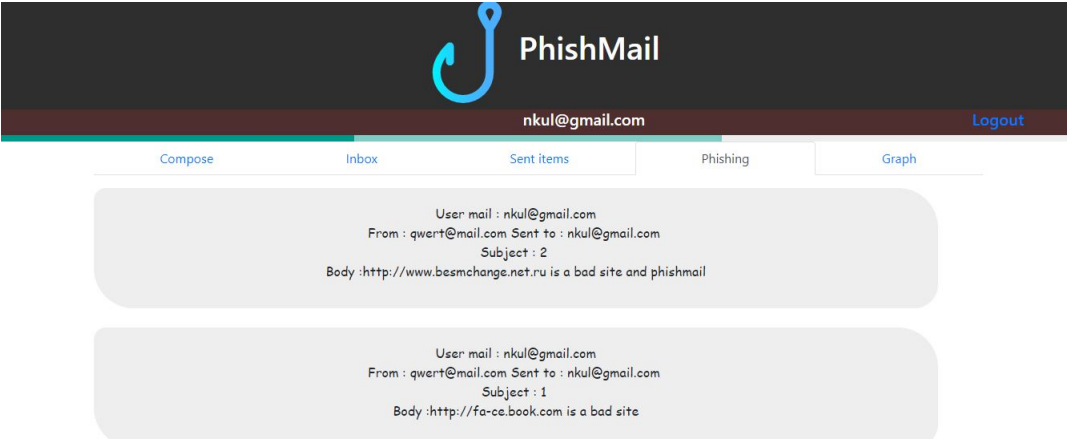 PhishMail
nkul@gmail.com Logout
Compose Inbox Sent items Phishing Graph
User mail : nkul@gmail.com
From : qwert@mail.com Sent to : nkul@gmail.com
Subject : 2
Body :http://www.besmchange.net.ru is a bad site and phishmail
User mail : nkul@gmail.com
From : qwert@mail.com Sent to : nkul@gmail.com
Subject : 1
Body :http://fa-ce.book.com is a bad site